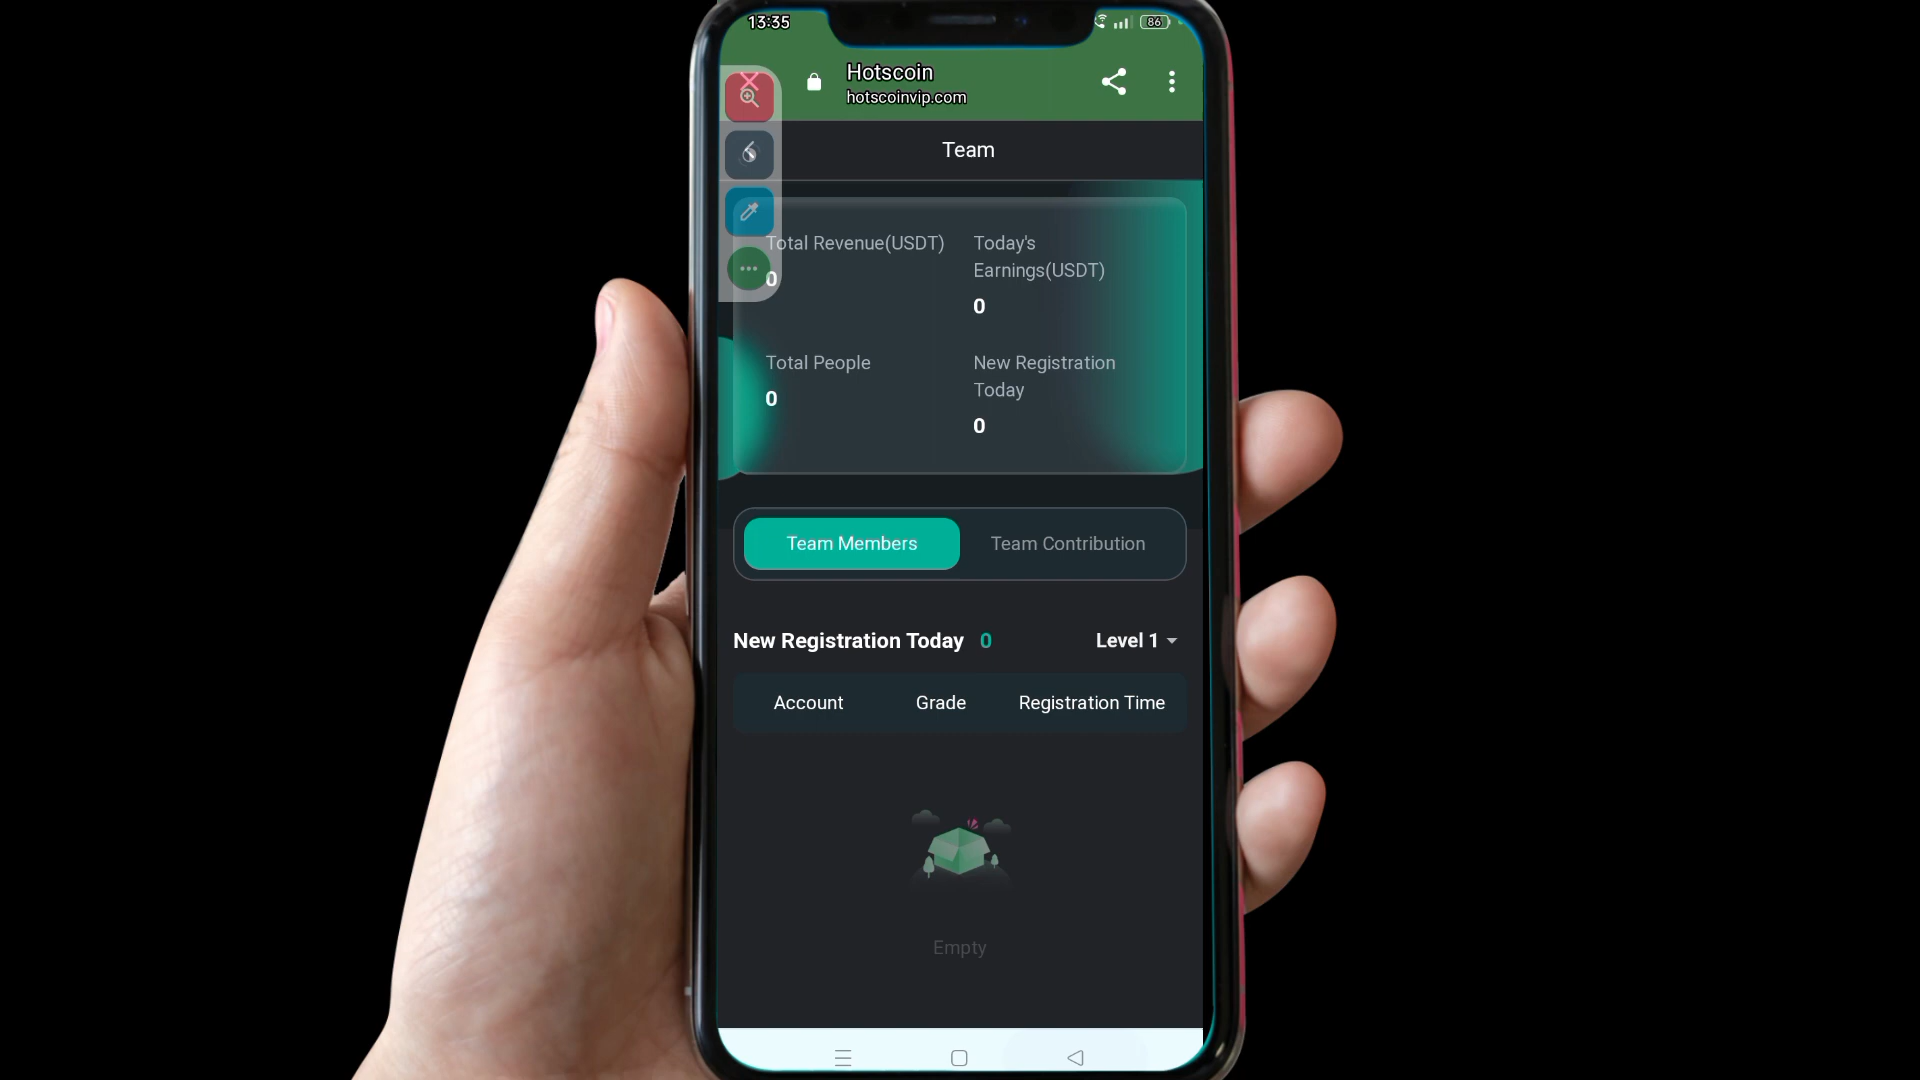 13:35
86
Hotscoin
hotscoinvip.com
Team
Total Revenue(USDT)
0
Today's
Earnings(USDT)
0
Total People
0
New Registration
Today
0
Team Members
Team Contribution
New Registration Today 0
Level 1
Account Grade Registration Time
Empty